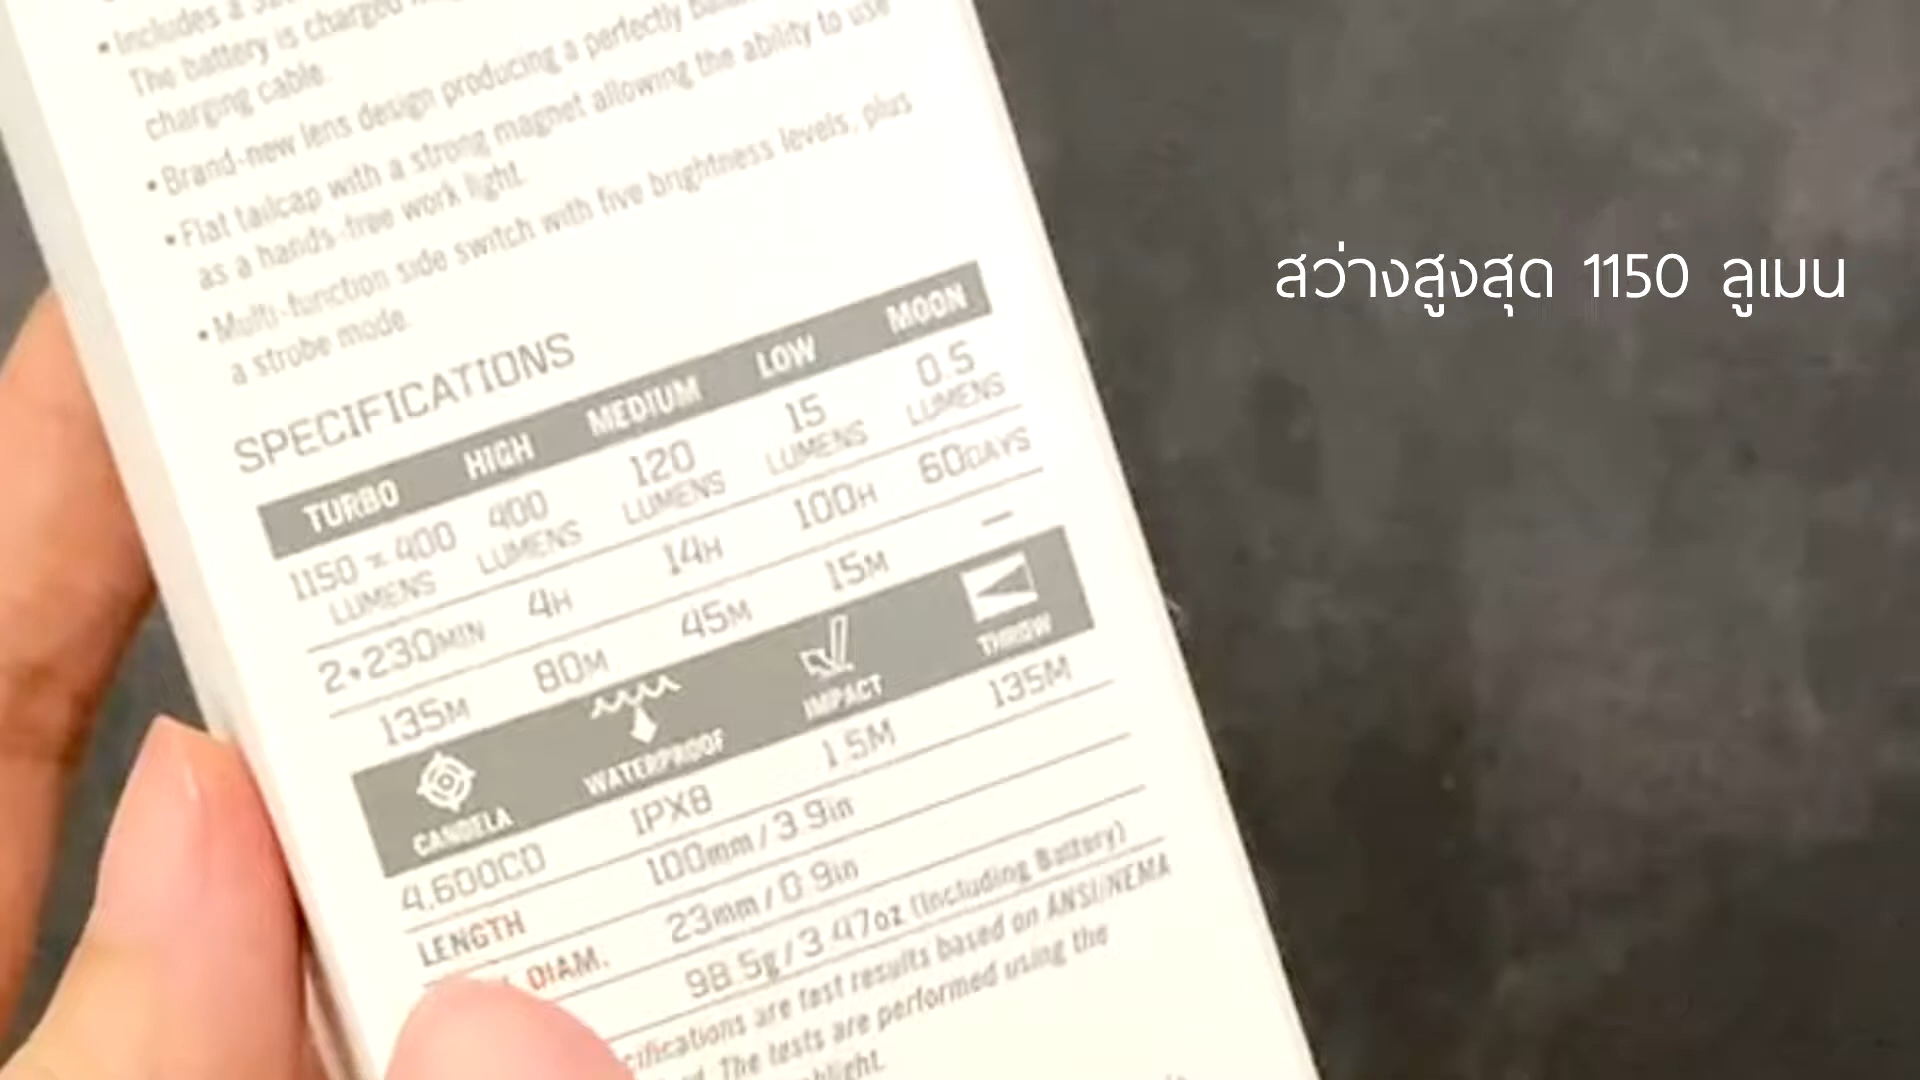 • Includes a
The battery is charged
charging cable.
• Brand-new lens design producing a perfectly
• Flat tailcap with a strong magnet allowing the ability to use
as a hands-free work light.
• Multi-function side switch with five brightness levels, plus
a strobe mode.
SPECIFICATIONS
TURBO HIGH MEDIUM LOW MOON
1150 ~ 400 LUMENS 400 LUMENS 120 LUMENS 15 LUMENS 0.5 LUMENS
2+230MIN 4H 14H 100H 60DAYS
135M 80M 45M 15M —
CANDELA WATERPROOF IMPACT THROW
4,600CD IPX8 1.5M 135M
LENGTH 100mm / 3.9in
DIAM. 23mm / 0.9in
98.5g / 3.47oz (Including Battery)
are test results based on ANSI/NEMA
The tests are performed using the
สว่างสูงสุด 1150 ลูเมน